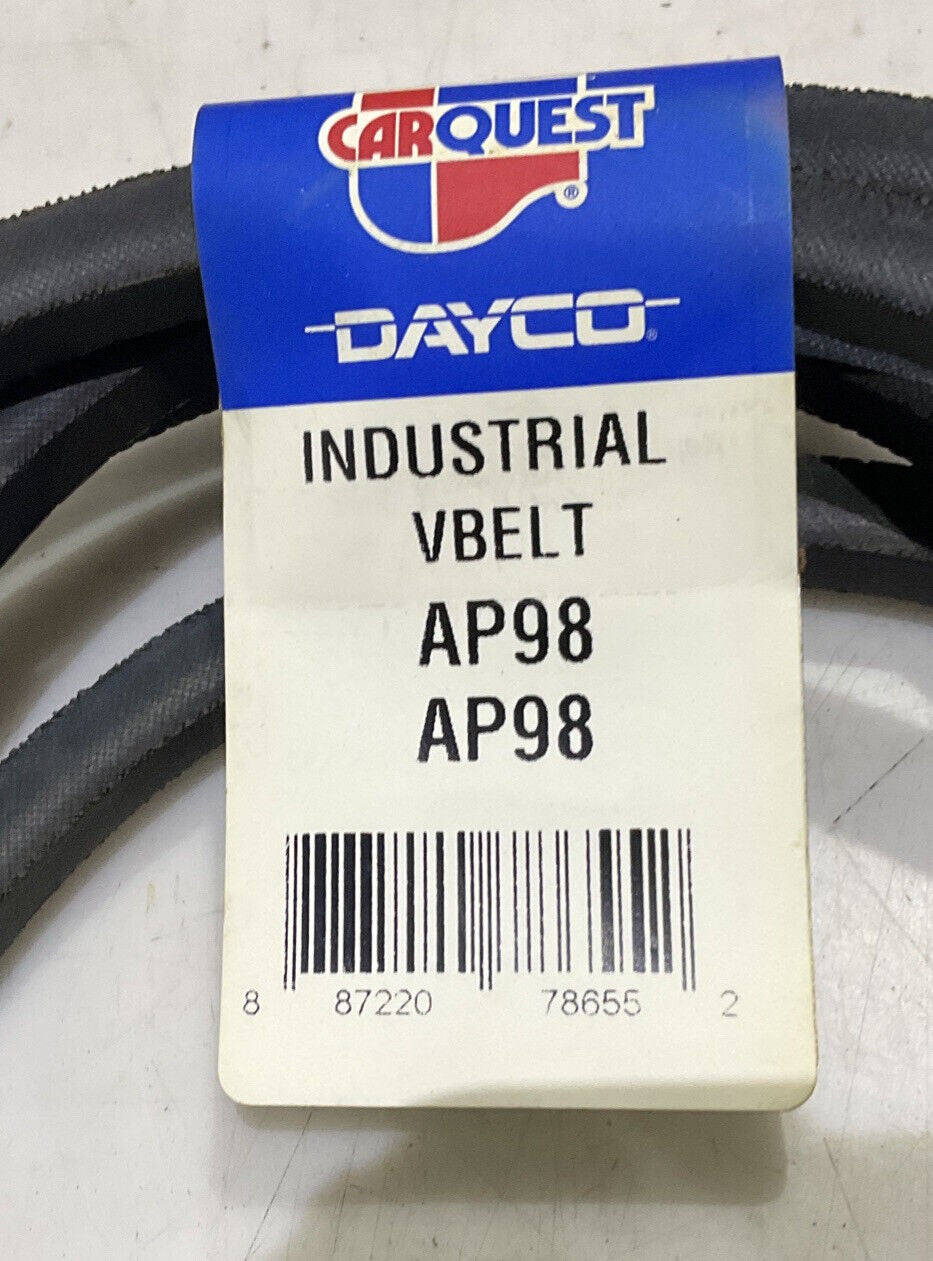 CARQUEST
®
DAYCO®
INDUSTRIAL
VBELT
AP98
AP98
8 87220 78655 2